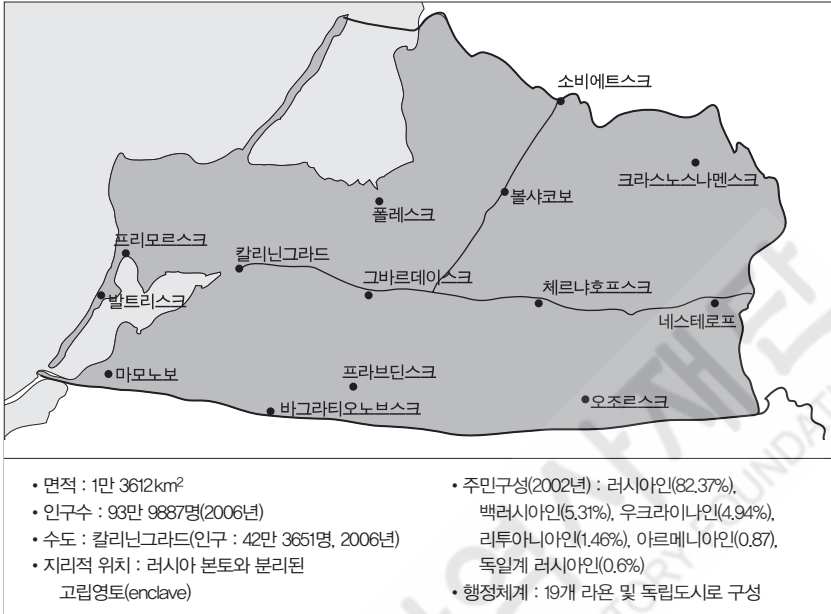 소비에트스크
크라스노스나멘스크
볼샤코보
폴레스크
프리모르스크
칼리닌그라드
그바르데이스크
체르냐호프스크
발트리스크
네스테로프
마모노보
프라브딘스크
오조르스크
바그라티오노브스크
• 면적 : 1만 3612km²
• 인구수 : 93만 9887명(2006년)
• 수도 : 칼리닌그라드(인구 : 42만 3651명, 2006년)
• 지리적 위치 : 러시아 본토와 분리된
고립영토(enclave)
• 주민구성(2002년) : 러시아인(82.37%),
백러시아인(5.31%), 우크라이나인(4.94%),
리투아니아인(1.46%), 아르메니아인(0.87),
독일계 러시아인(0.6%)
• 행정체계 : 19개 라욘 및 독립도시로 구성